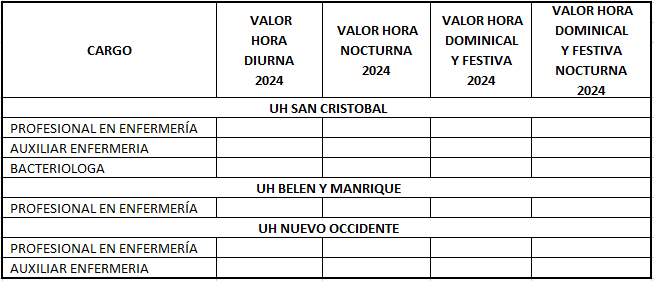 CARGO
VALOR
HORA
DIURNA
2024
VALOR HORA
NOCTURNA
2024
VALOR HORA
DOMINICAL
Y FESTIVA
2024
VALOR HORA
DOMINICAL
Y FESTIVA
NOCTURNA
2024
UH SAN CRISTOBAL
PROFESIONAL EN ENFERMERÍA
AUXILIAR ENFERMERIA
BACTERIOLOGA
UH BELEN Y MANRIQUE
PROFESIONAL EN ENFERMERÍA
UH NUEVO OCCIDENTE
PROFESIONAL EN ENFERMERÍA
AUXILIAR ENFERMERIA